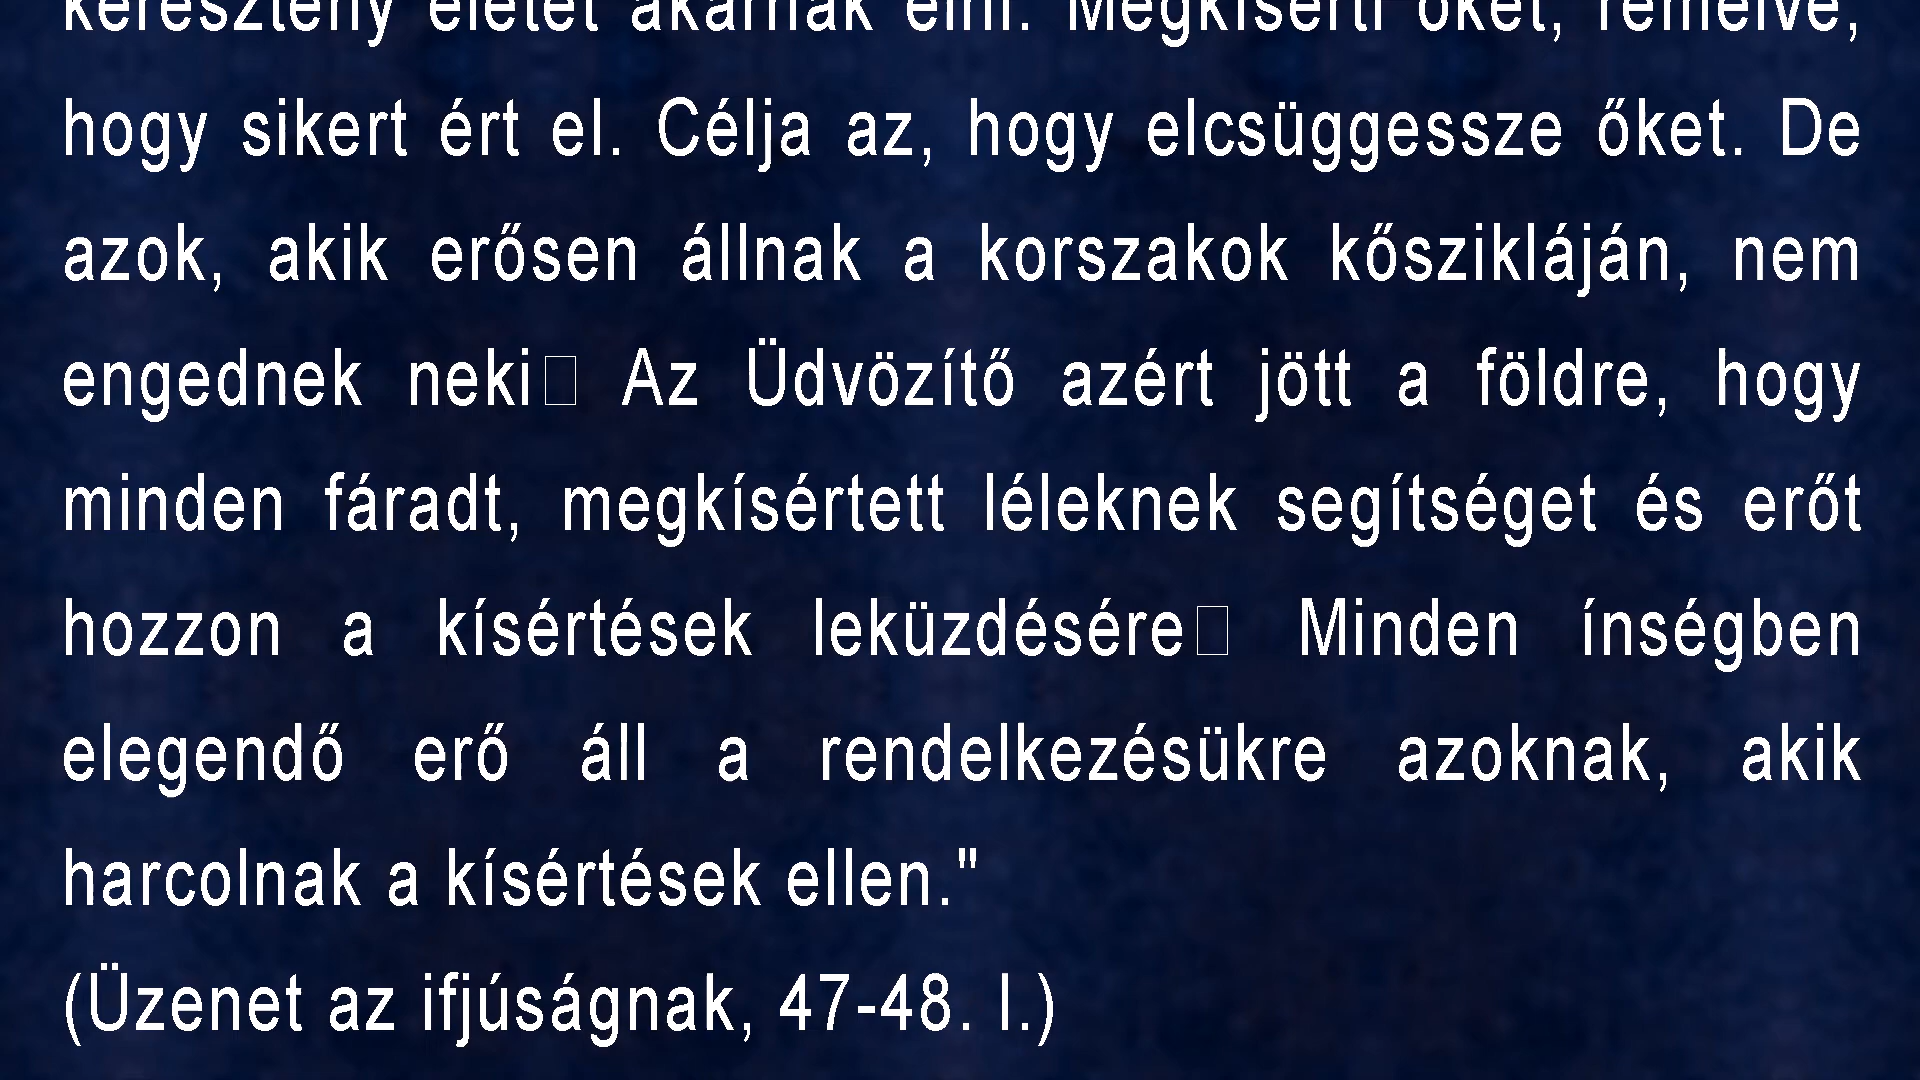 keresztény életet akarnak élni. Megkísérti őket, remélve,
hogy sikert ért el. Célja az, hogy elcsüggessze őket. De
azok, akik erősen állnak a korszakok kőszikláján, nem
engednek neki□ Az Üdvözítő azért jött a földre, hogy
minden fáradt, megkísértett léleknek segítséget és erőt
hozzon a kísértések leküzdésére□ Minden ínségben
elegendő erő áll a rendelkezésükre azoknak, akik
harcolnak a kísértések ellen."
(Üzenet az ifjúságnak, 47-48. l.)